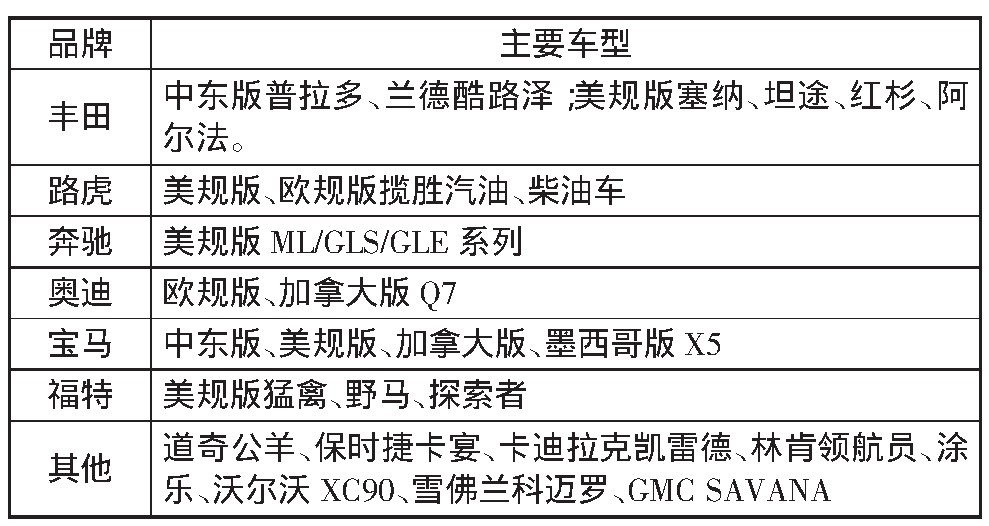 品牌 主要车型
丰田 中东版普拉多、兰德酷路泽;美规版塞纳、坦途、红杉、阿
尔法。
路虎 美规版、欧规版揽胜汽油、柴油车
奔驰 美规版 ML/GLS/GLE 系列
奥迪 欧规版、加拿大版 Q7
宝马 中东版、美规版、加拿大版、墨西哥版 X5
福特 美规版猛禽、野马、探索者
其他 道奇公羊、保时捷卡宴、卡迪拉克凯雷德、林肯领航员、涂
乐、沃尔沃 XC90、雪佛兰科迈罗、GMC SAVANA